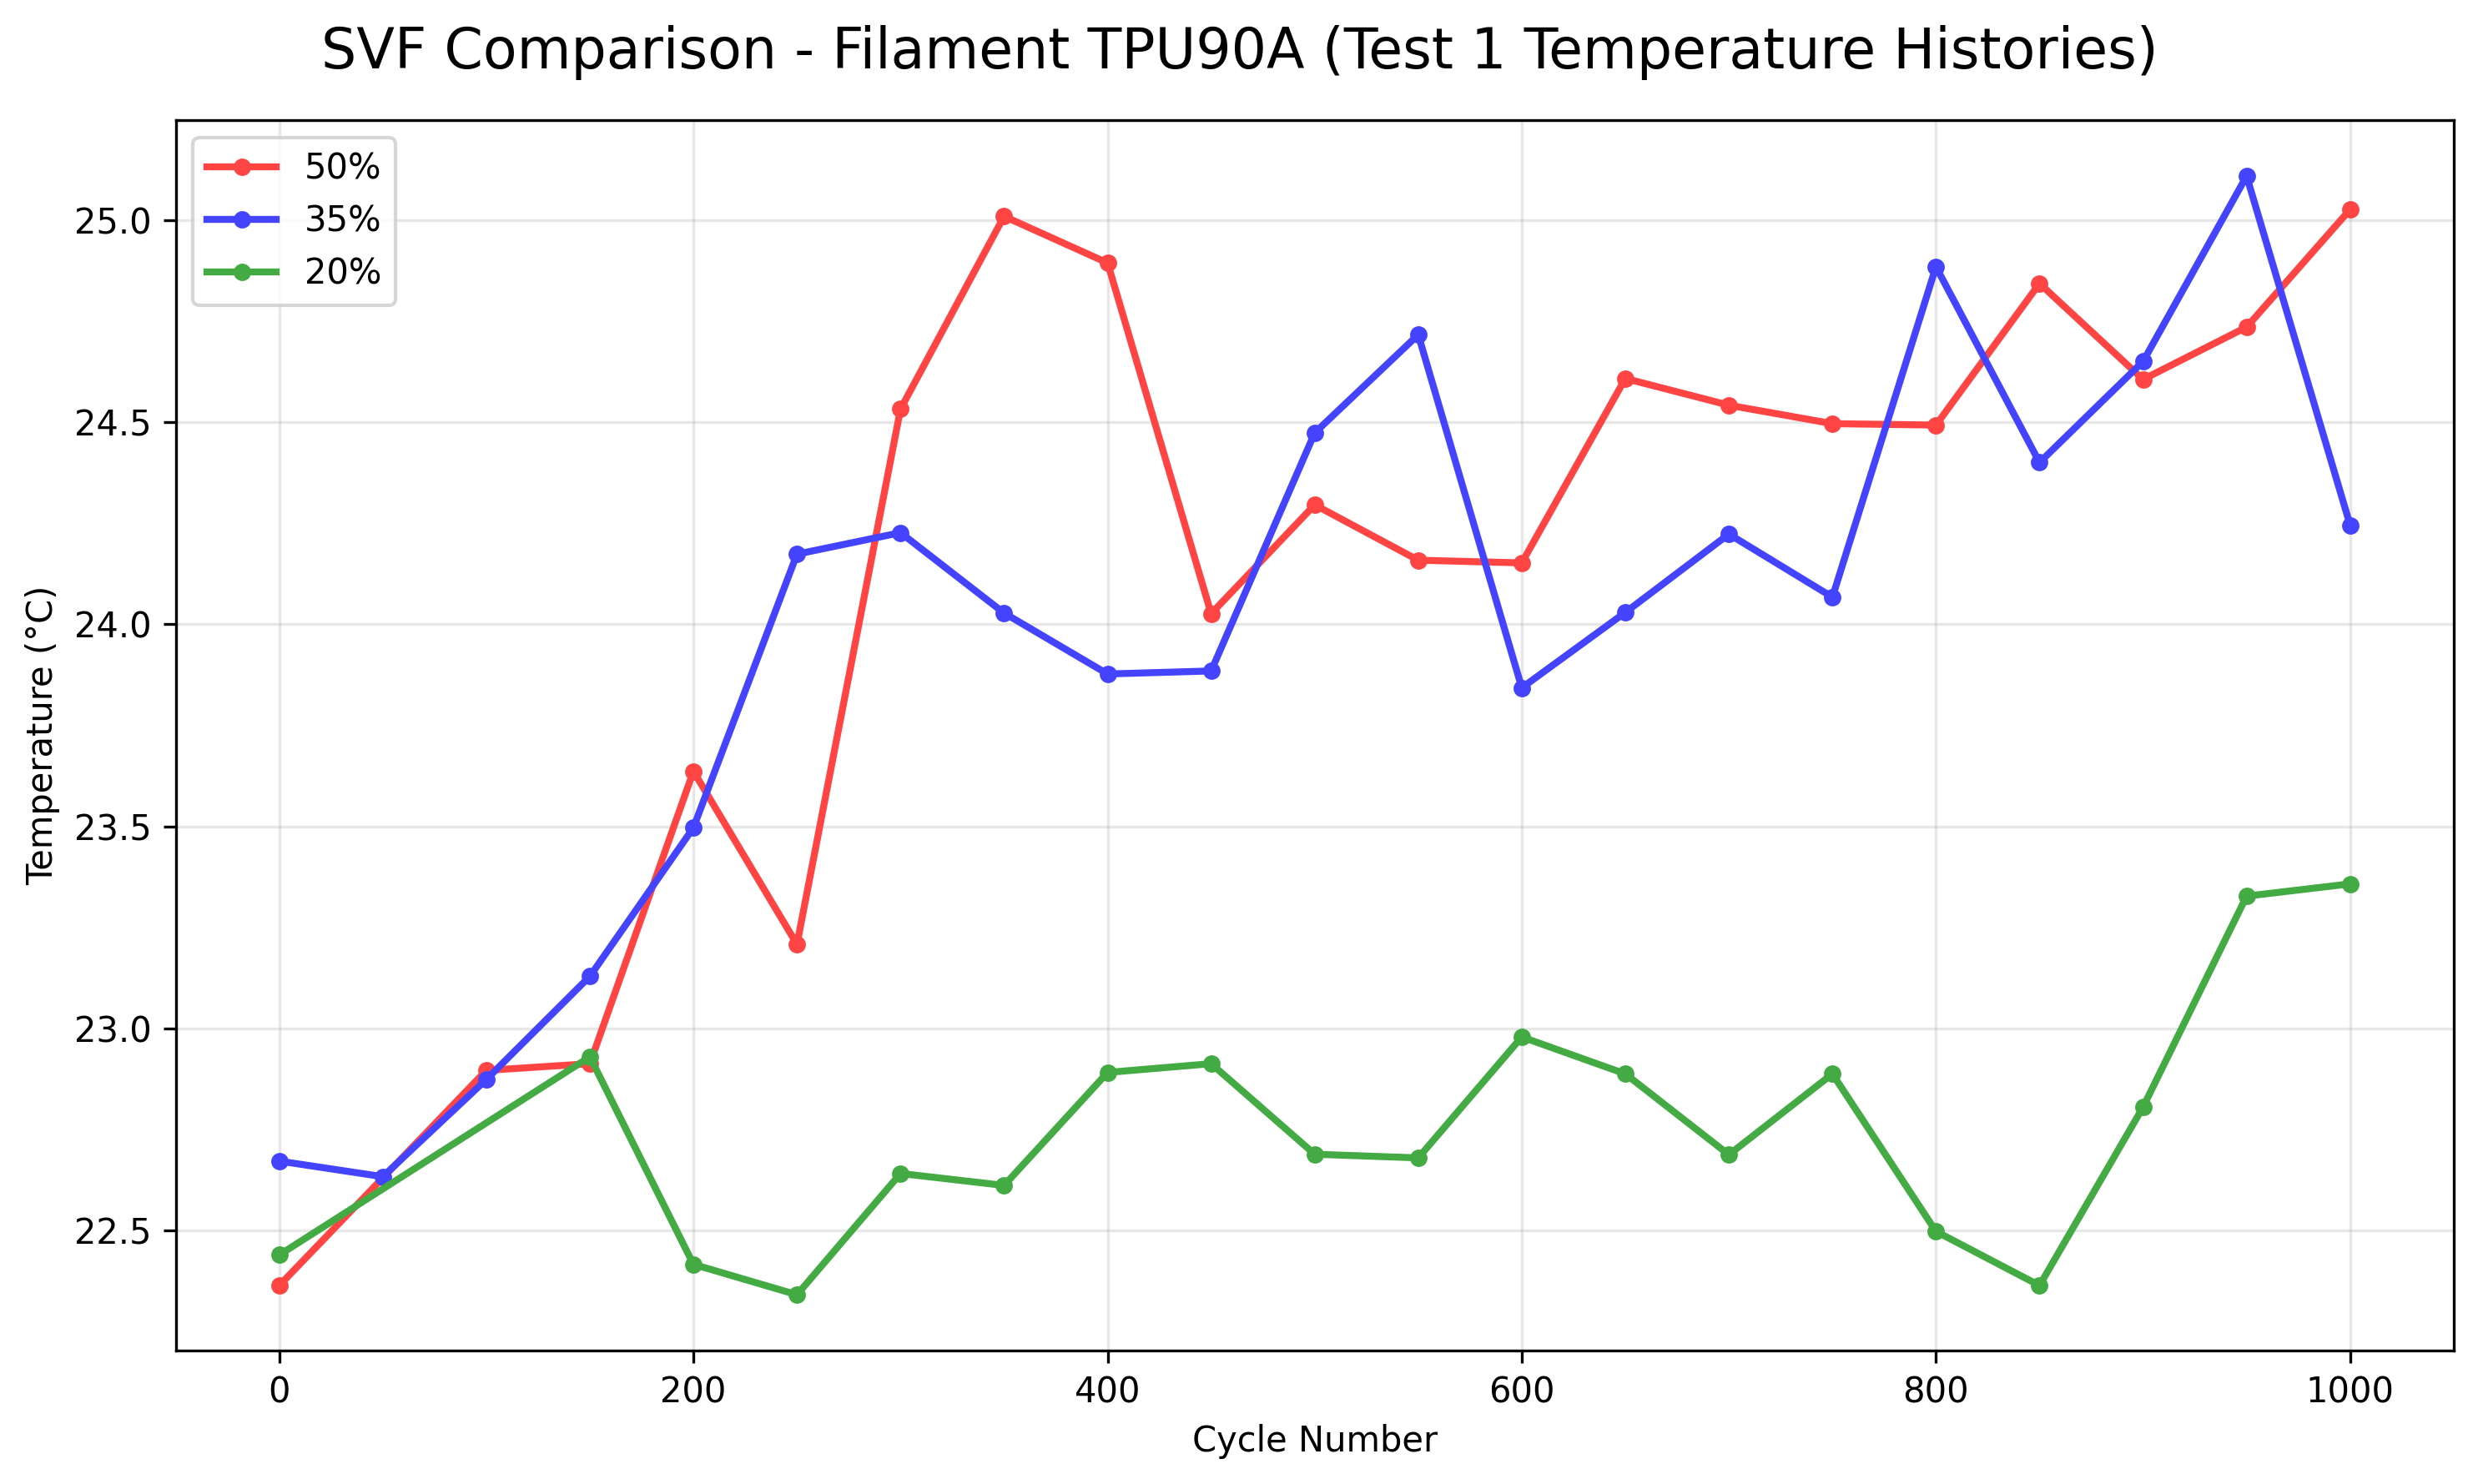 SVF Comparison - Filament TPU90A (Test 1 Temperature Histories)
50%
35%
20%
25.0
24.5
24.0
23.5
23.0
22.5
Temperature (°C)
0 200 400 600 800 1000
Cycle Number